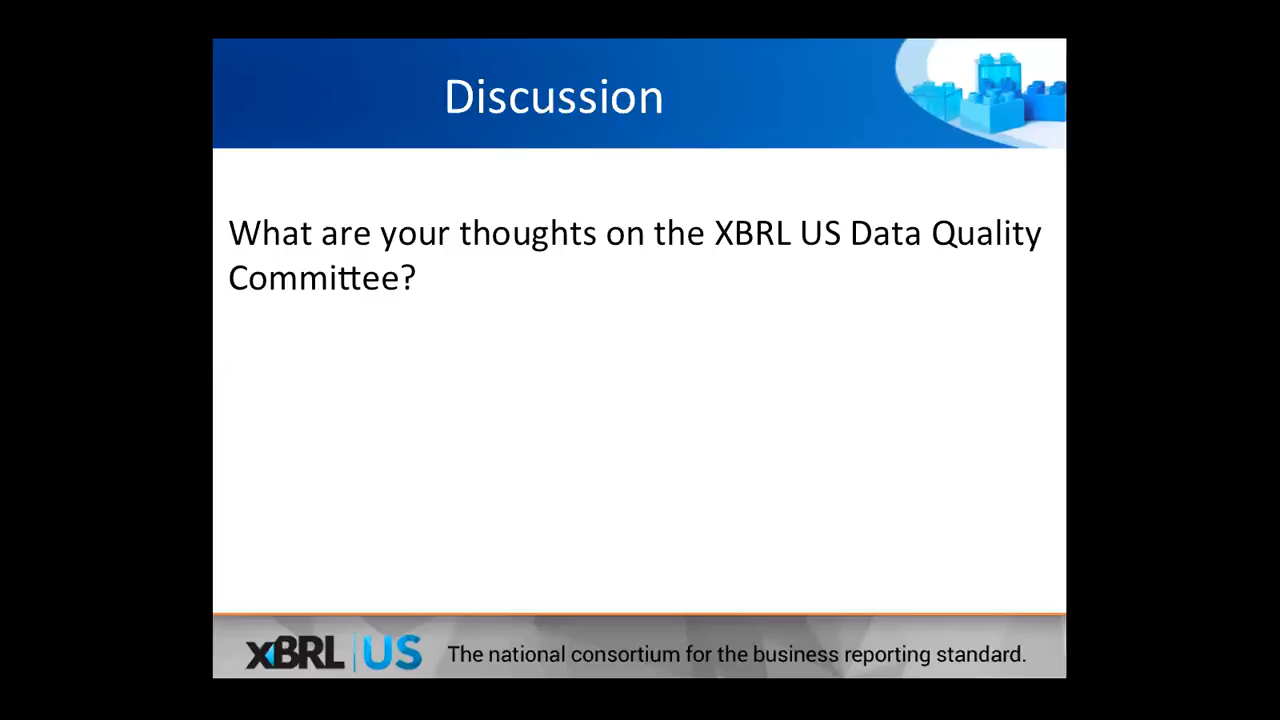 Discussion
What are your thoughts on the XBRL US Data Quality
Committee?
xBRL US The national consortium for the business reporting standard.